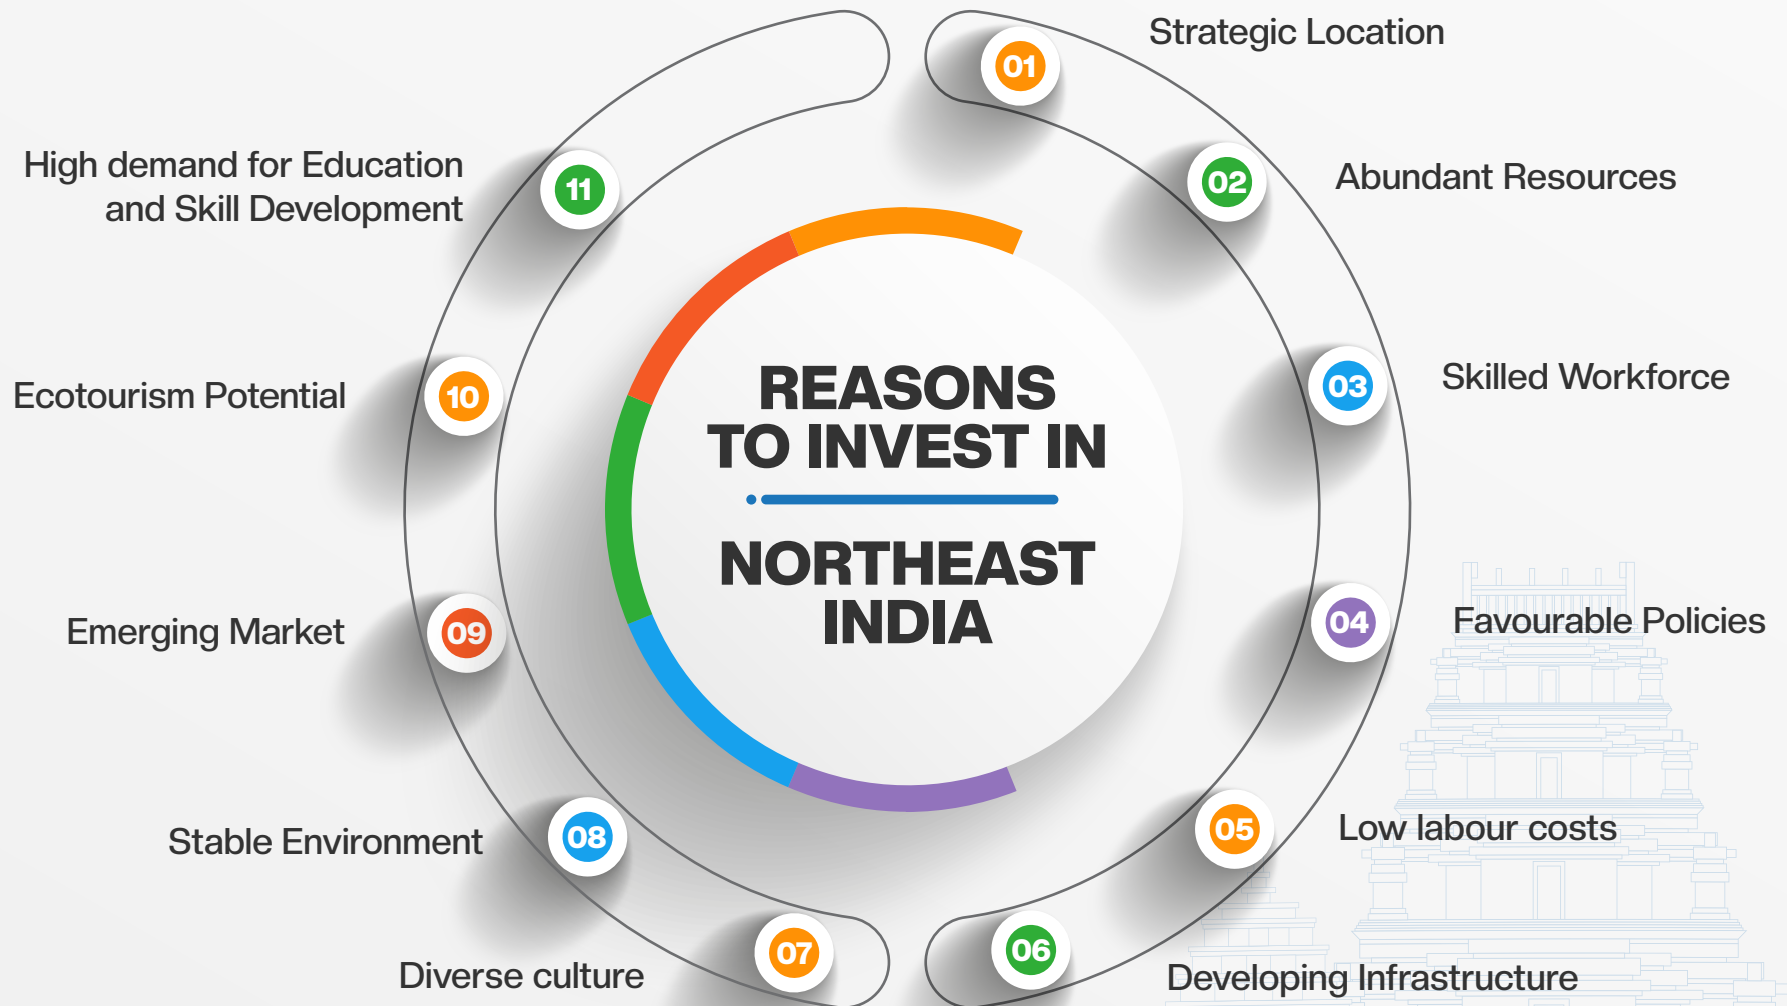 REASONS
TO INVEST IN
NORTHEAST
INDIA
01
Strategic Location
02
Abundant Resources
03
Skilled Workforce
04
Favourable Policies
05
Low labour costs
06
Developing Infrastructure
07
Diverse culture
08
Stable Environment
09
Emerging Market
10
Ecotourism Potential
11
High demand for Education
and Skill Development